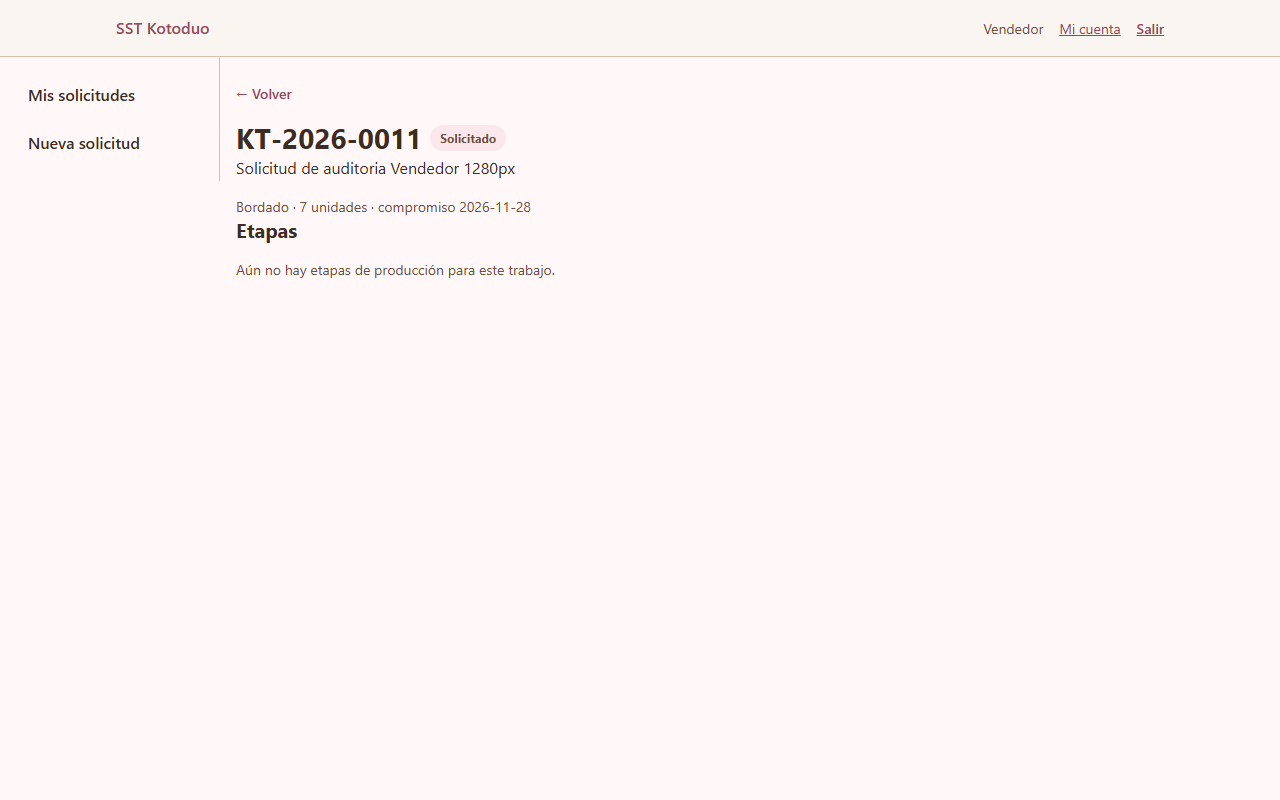 SST Kotoduo
Vendedor Mi cuenta Salir
Mis solicitudes
Nueva solicitud
← Volver
KT-2026-0011 Solicitado
Solicitud de auditoria Vendedor 1280px
Bordado · 7 unidades · compromiso 2026-11-28
Etapas
Aún no hay etapas de producción para este trabajo.